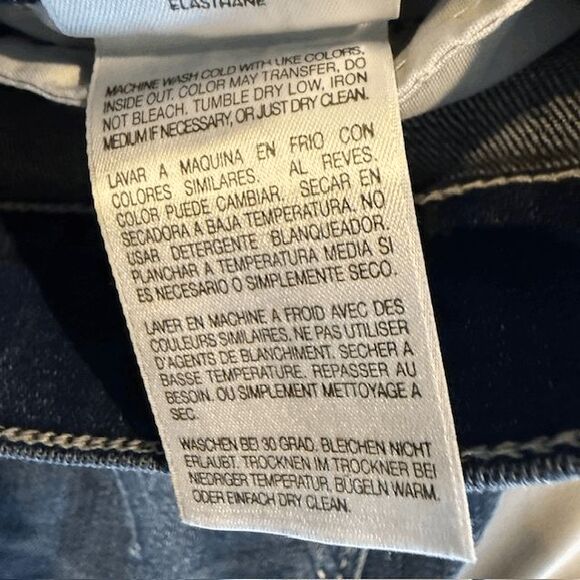 ELASTHANE
MACHINE WASH COLD WITH LIKE COLORS,
INSIDE OUT. COLOR MAY TRANSFER, DO
NOT BLEACH. TUMBLE DRY LOW, IRON
MEDIUM IF NECESSARY, OR JUST DRY CLEAN.
LAVAR A MAQUINA EN FRIO CON
COLORES SIMILARES. AL REVES.
COLOR PUEDE CAMBIAR. SECAR EN
SECADORA A BAJA TEMPERATURA. NO
USAR DETERGENTE BLANQUEADOR.
PLANCHAR A TEMPERATURA MEDIA SI
ES NECESARIO O SIMPLEMENTE SECO.
LAVER EN MACHINE A FROID AVEC DES
COULEURS SIMILAIRES. NE PAS UTILISER
D'AGENTS DE BLANCHIMENT. SECHER A
BASSE TEMPERATURE. REPASSER AU
BESOIN. OU SIMPLEMENT METTOYAGE A
SEC.
WASCHEN BEI 30 GRAD. BLEICHEN NICHT
ERLAUBT. TROCKNEN IM TROCKNER BEI
NIEDRIGER TEMPERATUR. BÜGELN WARM.
ODER EINFACH DRY CLEAN.